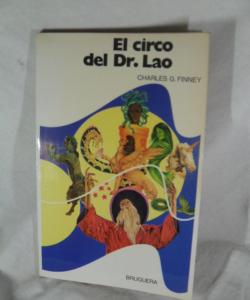 El circo
del Dr. Lao
CHARLES G. FINNEY
BRUGUERA